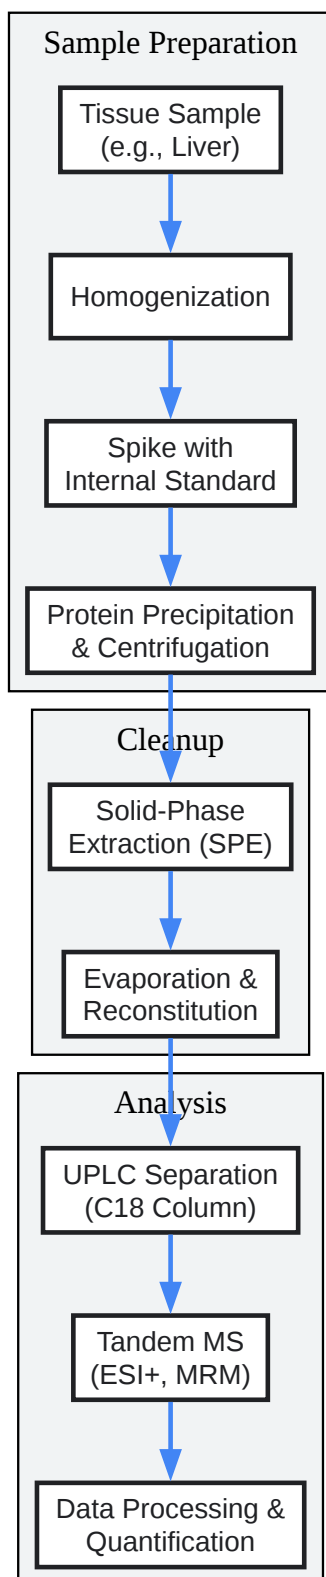 Sample Preparation
Tissue Sample
(e.g., Liver)
Homogenization
Spike with
Internal Standard
Protein Precipitation
& Centrifugation
Cleanup
Solid-Phase
Extraction (SPE)
Evaporation &
Reconstitution
Analysis
UPLC Separation
(C18 Column)
Tandem MS
(ESI+, MRM)
Data Processing &
Quantification